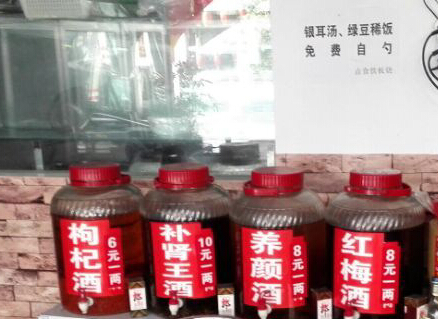 银耳汤、绿豆稀饭
免费自勺
枸杞酒
6元一两
补肾王酒
10元一两
养颜酒
8元一两
红梅酒
8元一两